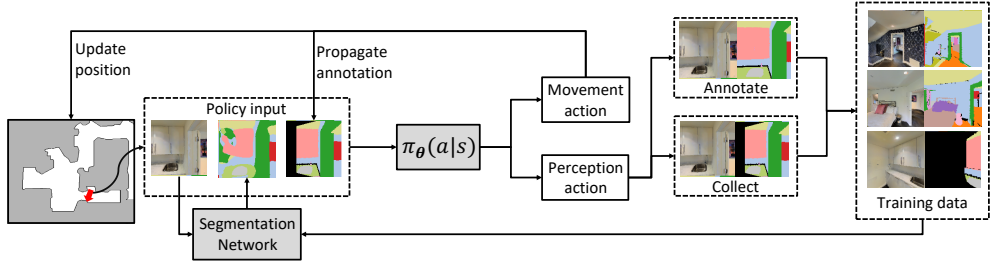 Update
position
Propagate
annotation
Policy input
Segmentation
Network
π_θ(a|s)
Movement
action
Perception
action
Annotate
Collect
Training data